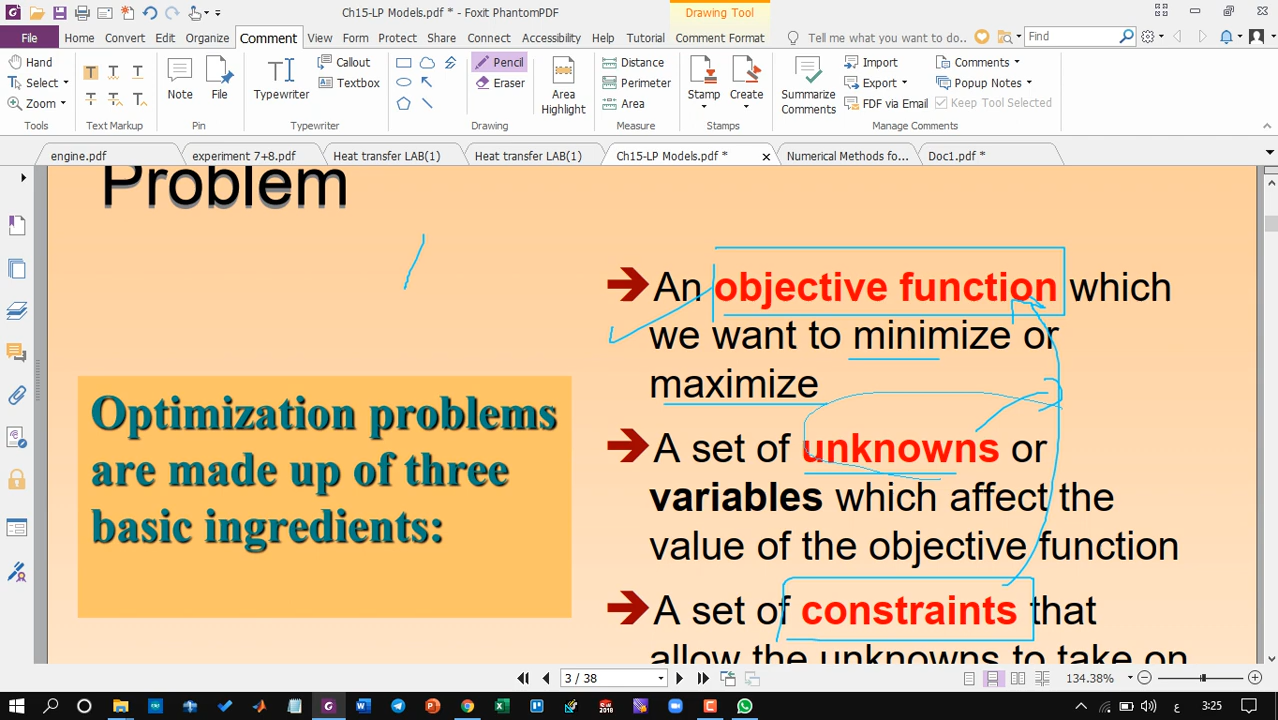 Ch15-LP Models.pdf * - Foxit PhantomPDF
Drawing Tool
File Home Convert Edit Organize Comment View Form Protect Share Connect Accessibility Help Tutorial Comment Format
Tell me what you want to do..
Find
Hand
Select
Zoom
Tools
Text Markup
Note
File
Pin
Typewriter
Callout
Textbox
Typewriter
Pencil
Eraser
Drawing
Area Highlight
Distance
Perimeter
Area
Measure
Stamp
Create
Stamps
Summarize Comments
Import
Export
FDF via Email
Comments
Popup Notes
Keep Tool Selected
Manage Comments
engine.pdf
experiment 7+8.pdf
Heat transfer LAB(1)
Heat transfer LAB(1)
Ch15-LP Models.pdf *
Numerical Methods fo...
Doc1.pdf *
Problem
Optimization problems
are made up of three
basic ingredients:
An objective function which
we want to minimize or
maximize
A set of unknowns or
variables which affect the
value of the objective function
A set of constraints that
allow the unknowns to take on
3 / 38
134.38%
ع 3:25